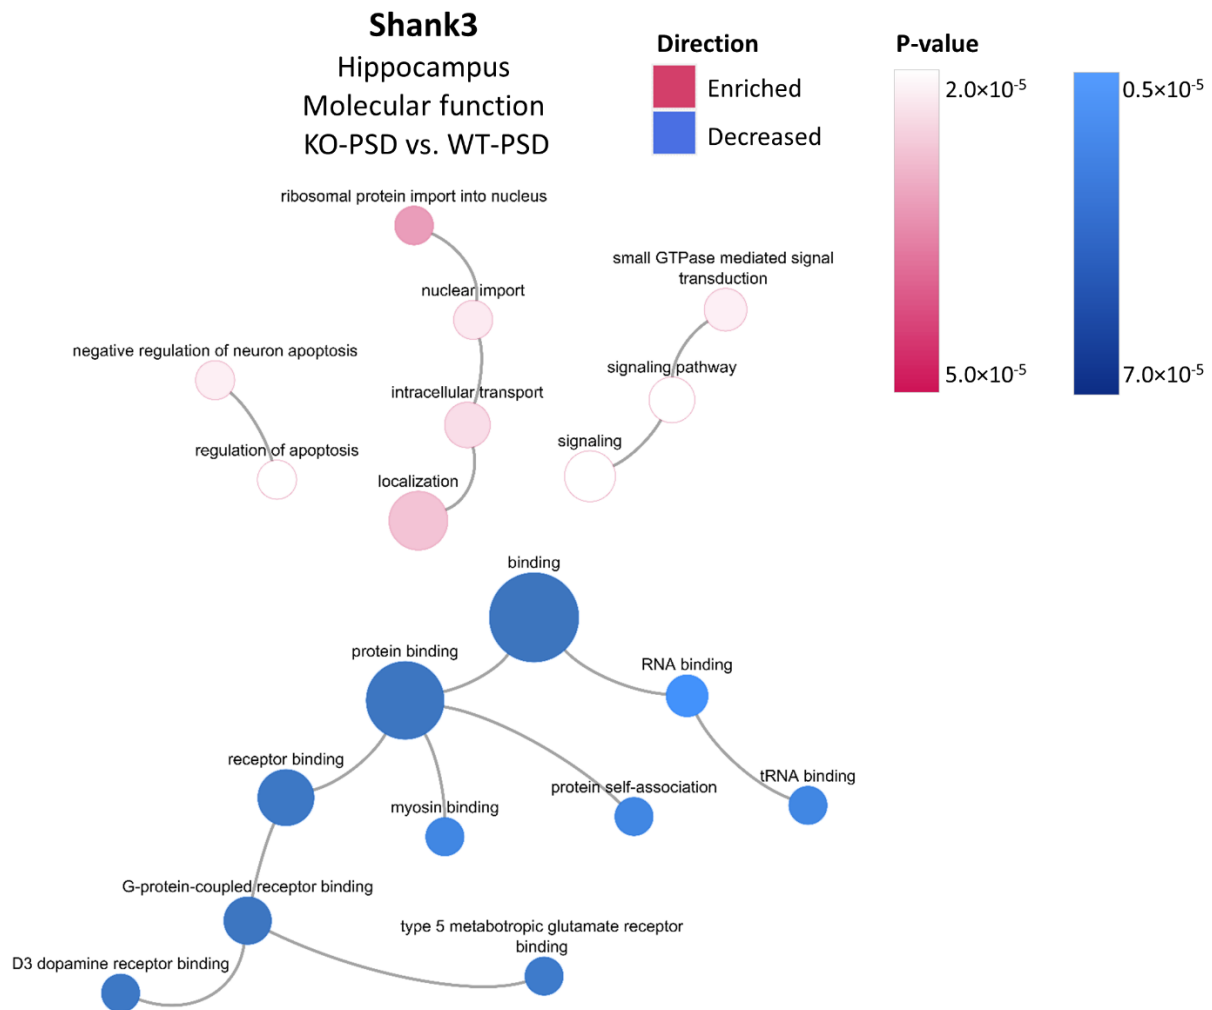 Shank3
Hippocampus
Molecular function
KO-PSD vs. WT-PSD
Direction
Enriched
Decreased
P-value
2.0×10⁻⁵
5.0×10⁻⁵
0.5×10⁻⁵
7.0×10⁻⁵
ribosomal protein import into nucleus
nuclear import
intracellular transport
localization
small GTPase mediated signal
transduction
signaling pathway
signaling
negative regulation of neuron apoptosis
regulation of apoptosis
binding
protein binding
RNA binding
receptor binding
myosin binding
protein self-association
tRNA binding
G-protein-coupled receptor binding
type 5 metabotropic glutamate receptor
binding
D3 dopamine receptor binding